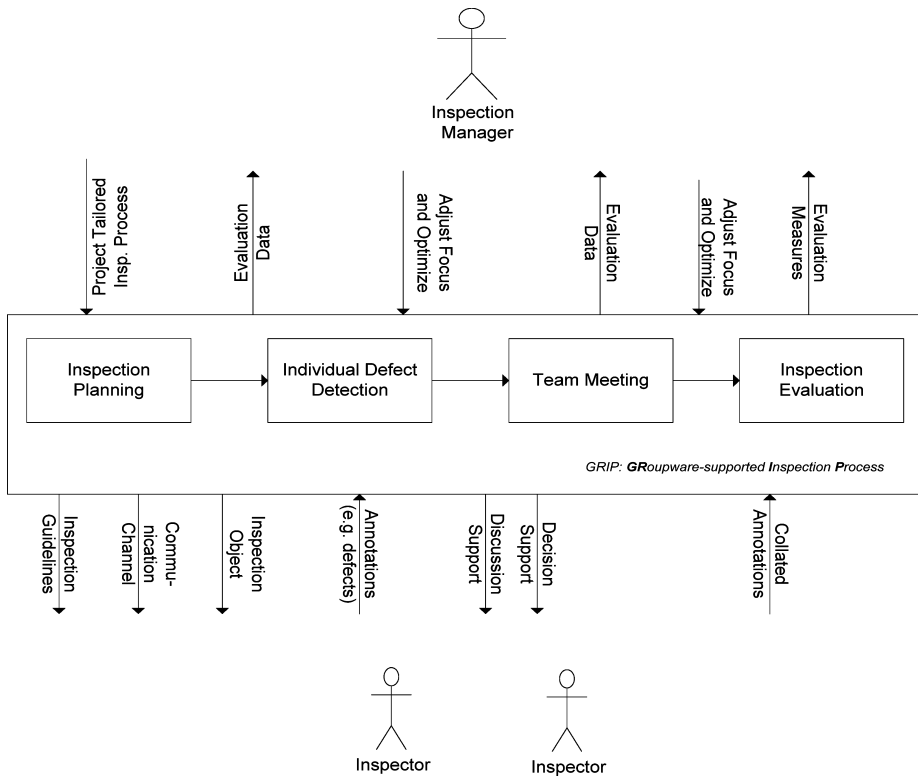 Inspection
Manager
Project Tailored
Insp. Process
Evaluation
Data
Adjust Focus
and Optimize
Evaluation
Data
Adjust Focus
and Optimize
Evaluation
Measures
Inspection
Planning
Individual Defect
Detection
Team Meeting
Inspection
Evaluation
GRIP: GRoupware-supported Inspection Process
Inspection
Guidelines
Commu-
nication
Channel
Inspection
Object
Annotations
(e.g. defects)
Discussion
Support
Decision
Support
Collated
Annotations
Inspector
Inspector